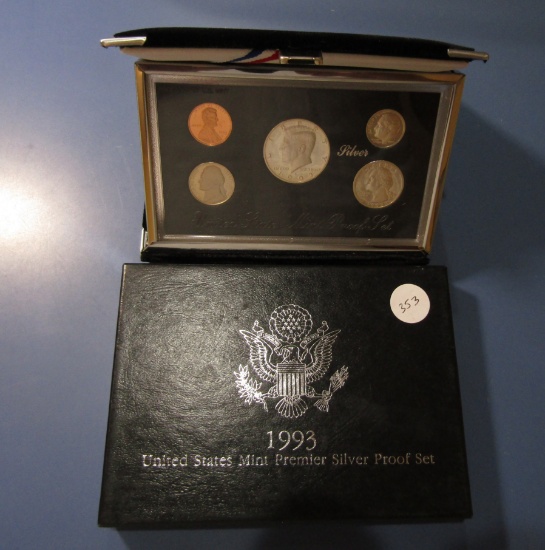 Silver
353
1993
United States Mint Premier Silver Proof Set